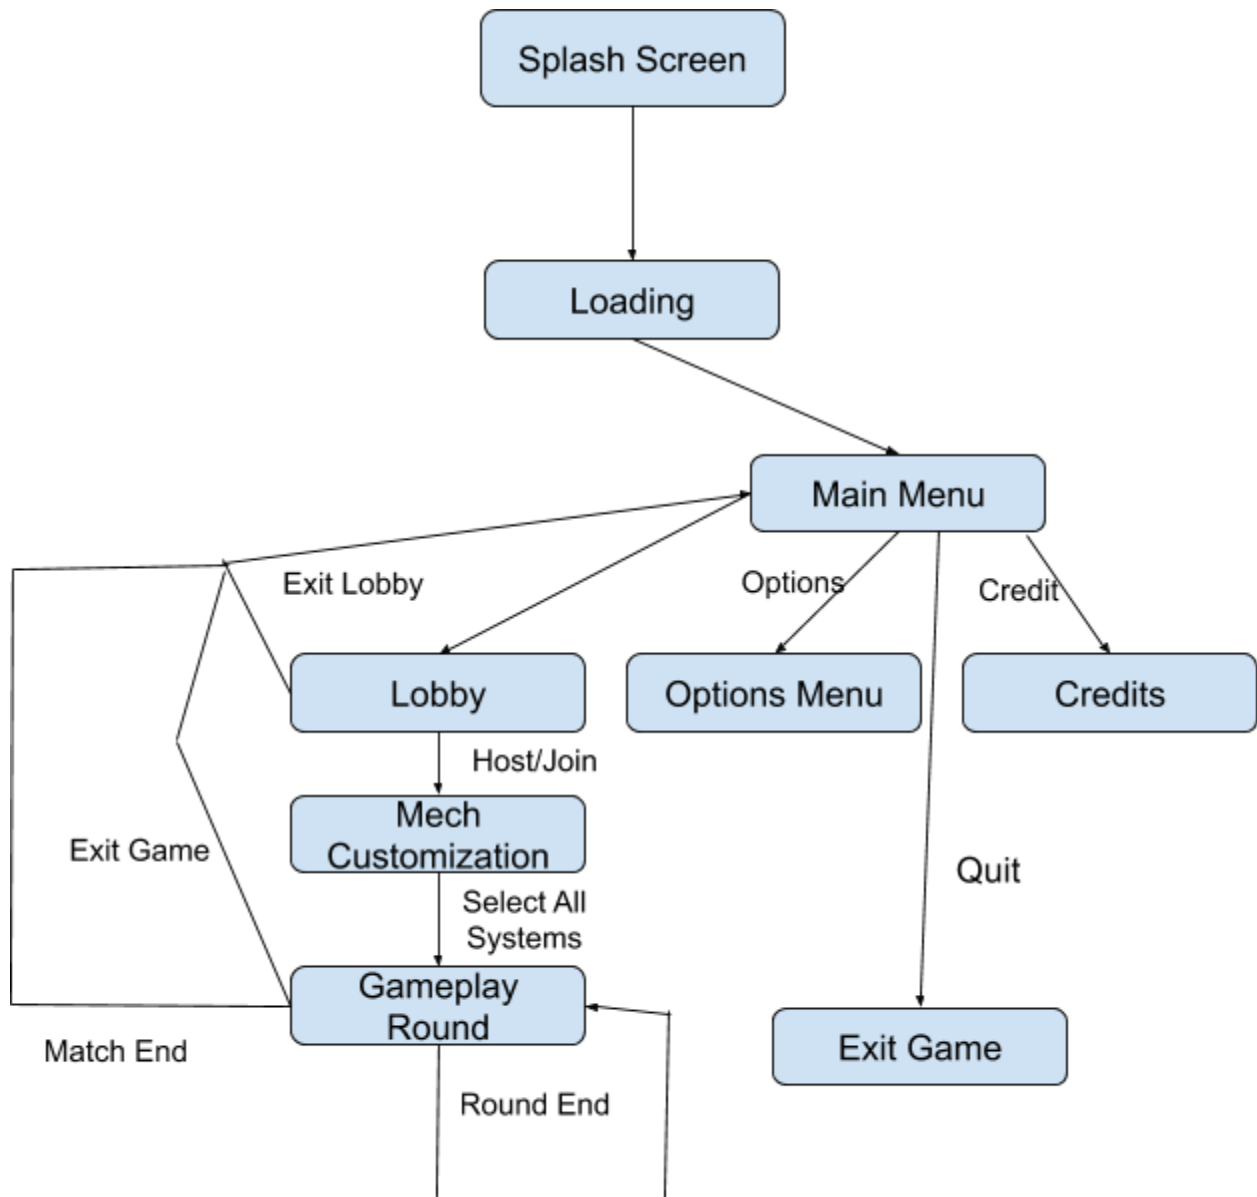 Splash Screen
Loading
Main Menu
Exit Lobby
Options
Credit
Lobby
Options Menu
Credits
Host/Join
Mech
Customization
Exit Game
Quit
Select All
Systems
Gameplay
Round
Exit Game
Match End
Round End